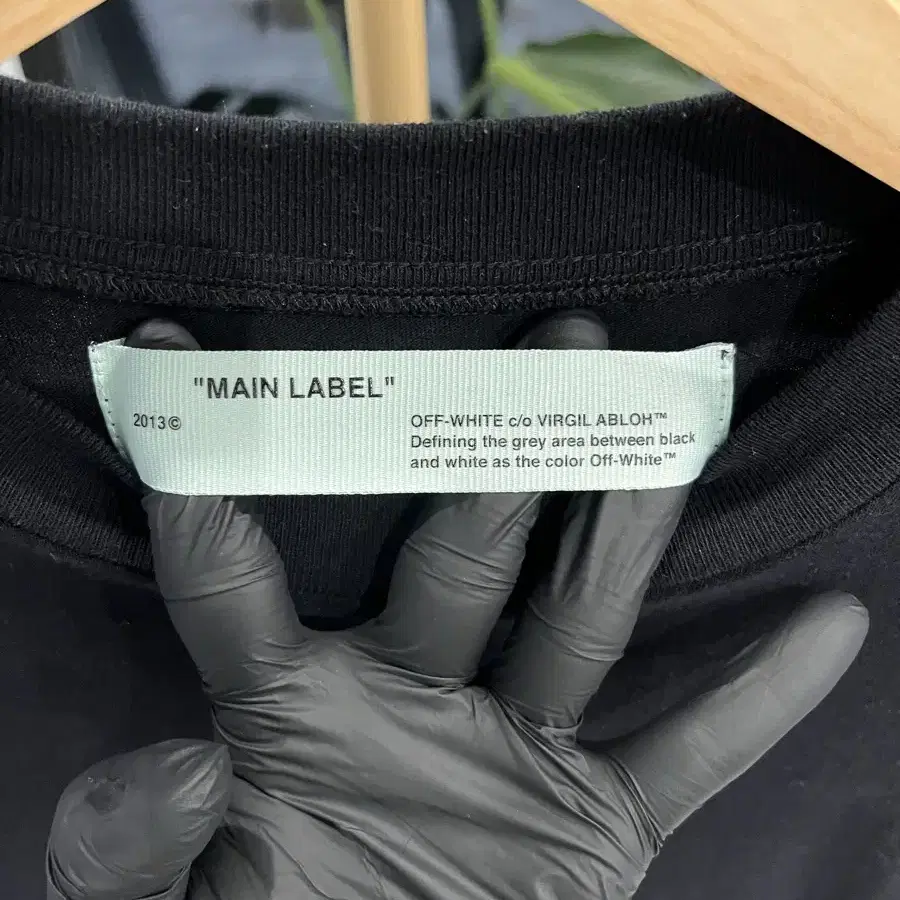 "MAIN LABEL"
2013©
OFF-WHITE c/o VIRGIL ABLOH™
Defining the grey area between black
and white as the color Off-White™